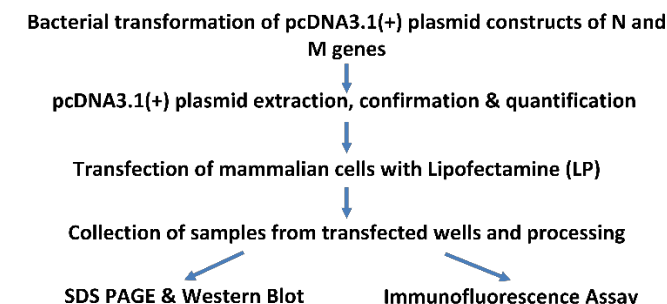 Bacterial transformation of pcDNA3.1(+) plasmid constructs of N and
M genes
pcDNA3.1(+) plasmid extraction, confirmation & quantification
Transfection of mammalian cells with Lipofectamine (LP)
Collection of samples from transfected wells and processing
SDS PAGE & Western Blot
Immunofluorescence Assay